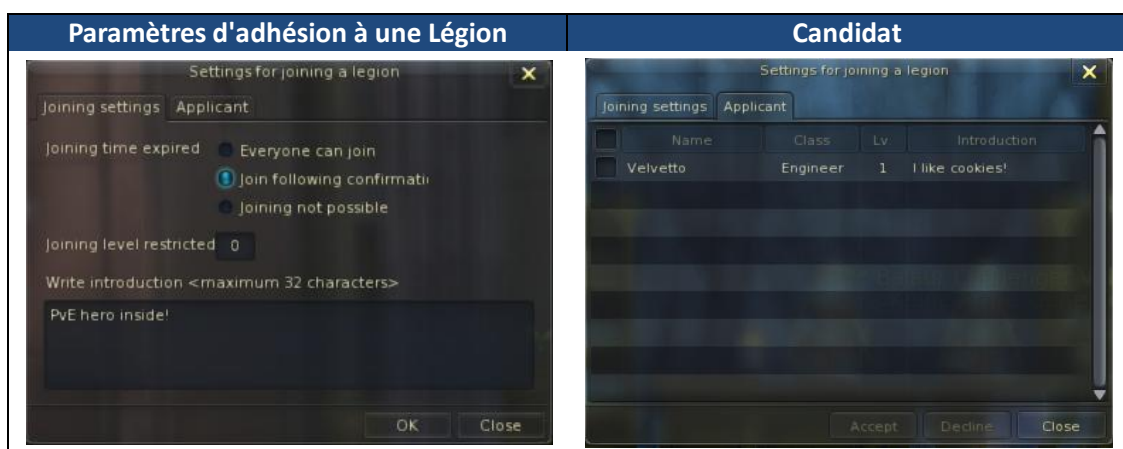 Paramètres d'adhésion à une Légion
Candidat
Settings for joining a legion
Joining settings Applicant
Joining time expired Everyone can join
Join following confirmati
Joining not possible
Joining level restricted 0
Write introduction <maximum 32 characters>
PvE hero inside!
OK Close
Settings for joining a legion
Joining settings Applicant
Name Class Lv Introduction
Velvetto Engineer 1 I like cookies!
Accept Decline Close